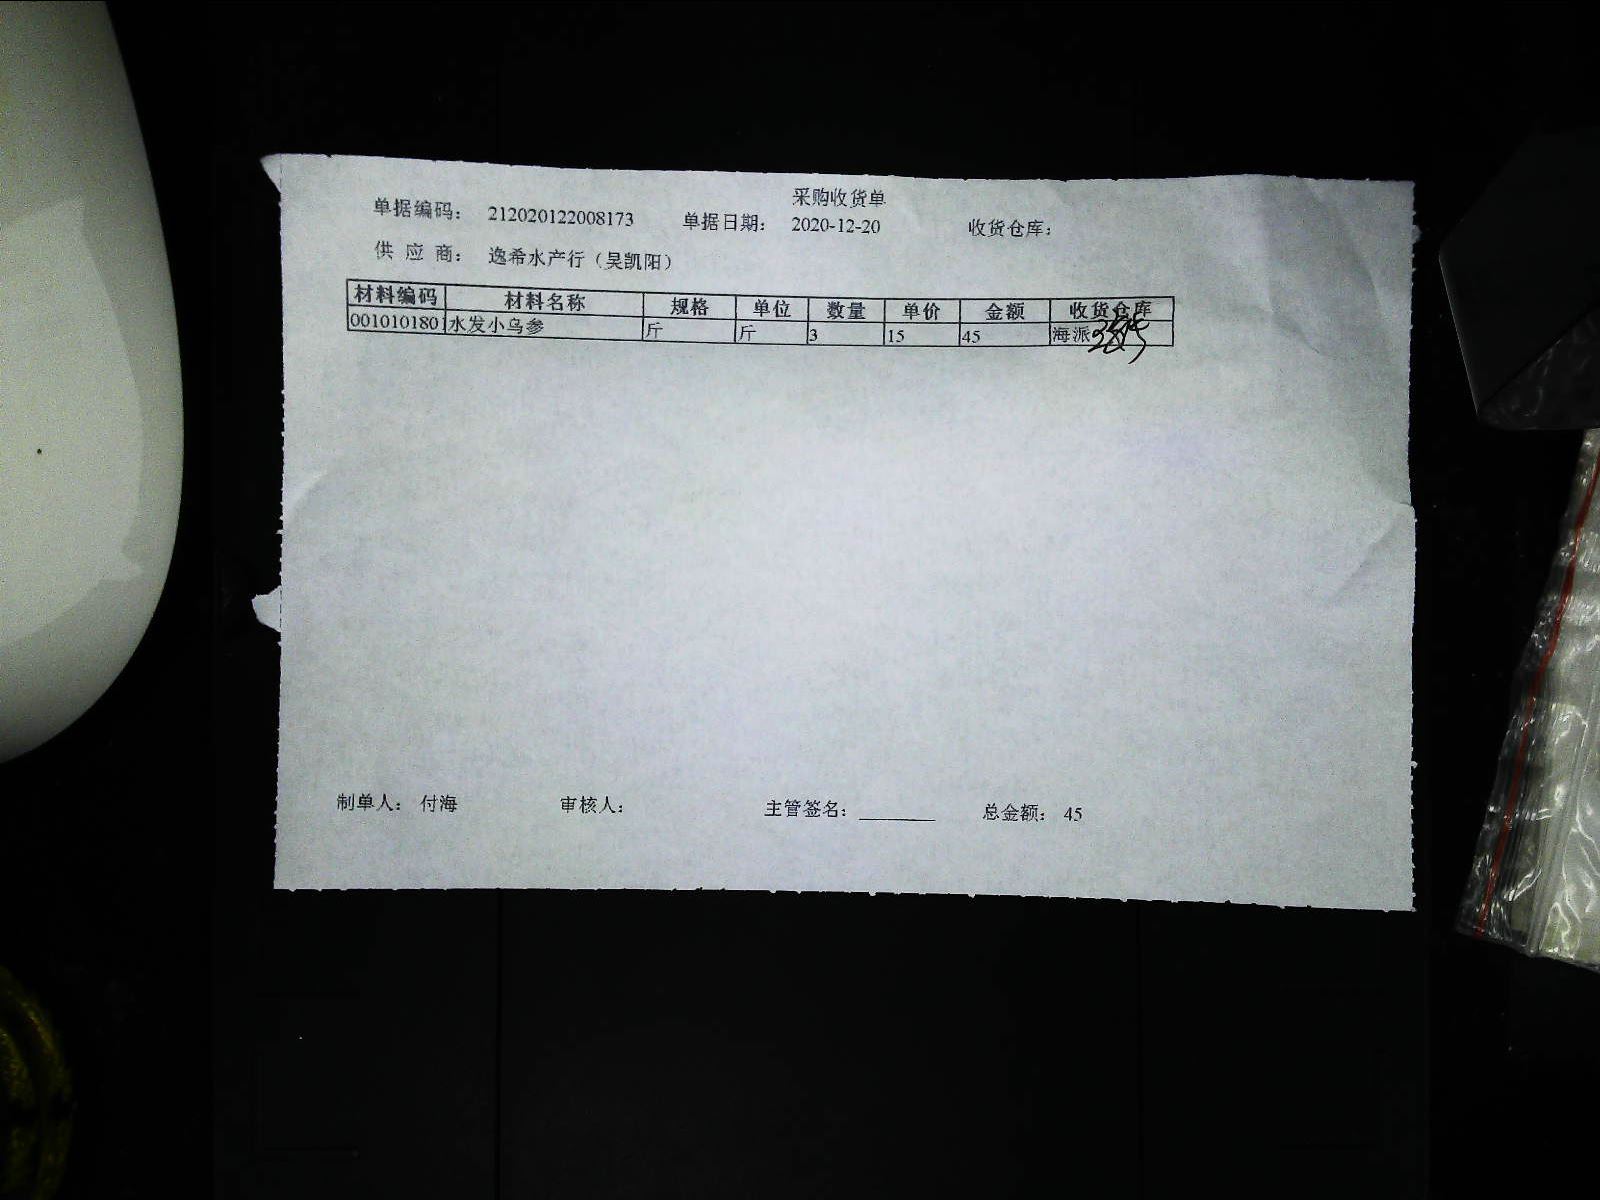 采购收货单
单据编码： 212020122008173 单据日期： 2020-12-20 收货仓库：
供 应 商： 逸希水产行（吴凯阳）
材料编码 材料名称 规格 单位 数量 单价 金额 收货仓库
001010180 水发小乌参 斤 斤 3 15 45 海派
制单人： 付海 审核人： 主管签名：________ 总金额： 45